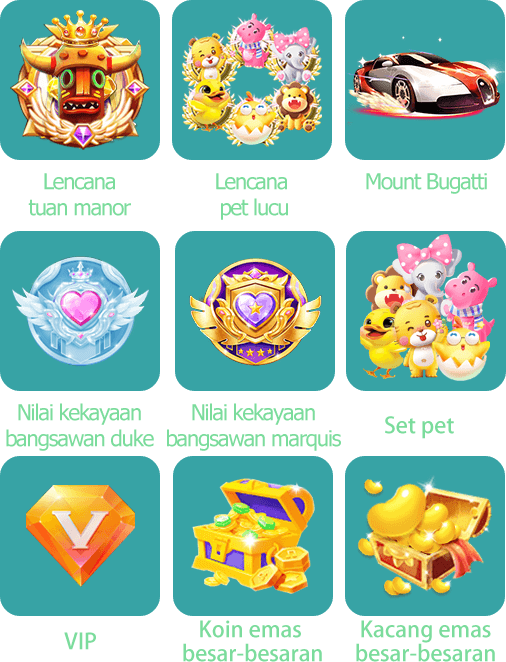 Lencana
tuan manor
Lencana
pet lucu
Mount Bugatti
Nilai kekayaan
bangsawan duke
Nilai kekayaan
bangsawan marquis
Set pet
V
VIP
Koin emas
besar-besaran
Kacang emas
besar-besaran